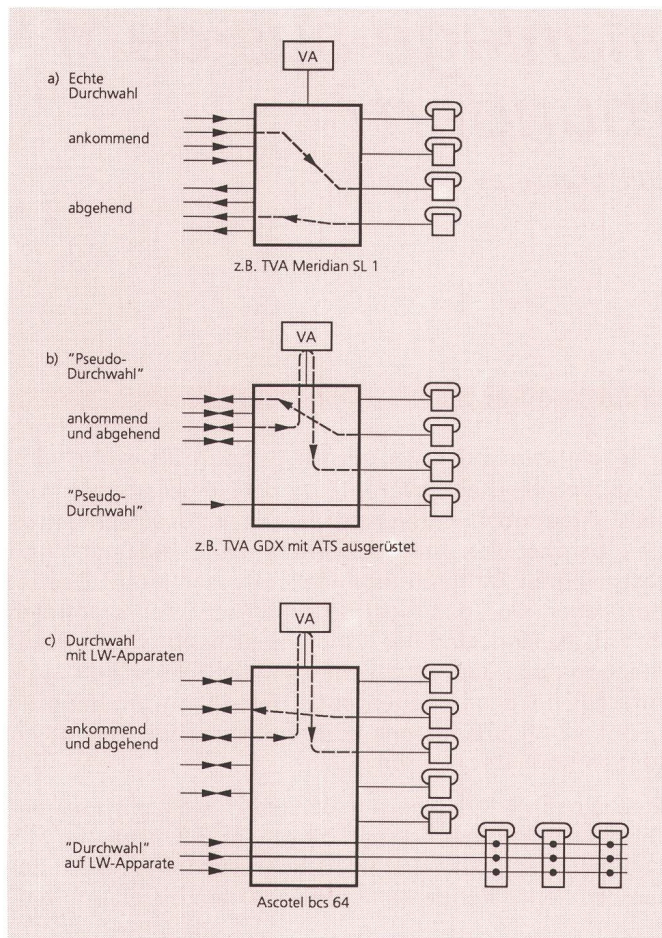 VA
a) Echte
Durchwahl
ankommend
abgehend
z.B. TVA Meridian SL 1
VA
b) "Pseudo-
Durchwahl"
ankommend
und abgehend
"Pseudo-
Durchwahl"
z.B. TVA GDX mit ATS ausgerüstet
VA
c) Durchwahl
mit LW-Apparaten
ankommend
und abgehend
"Durchwahl"
auf LW-Apparate
Ascotel bcs 64